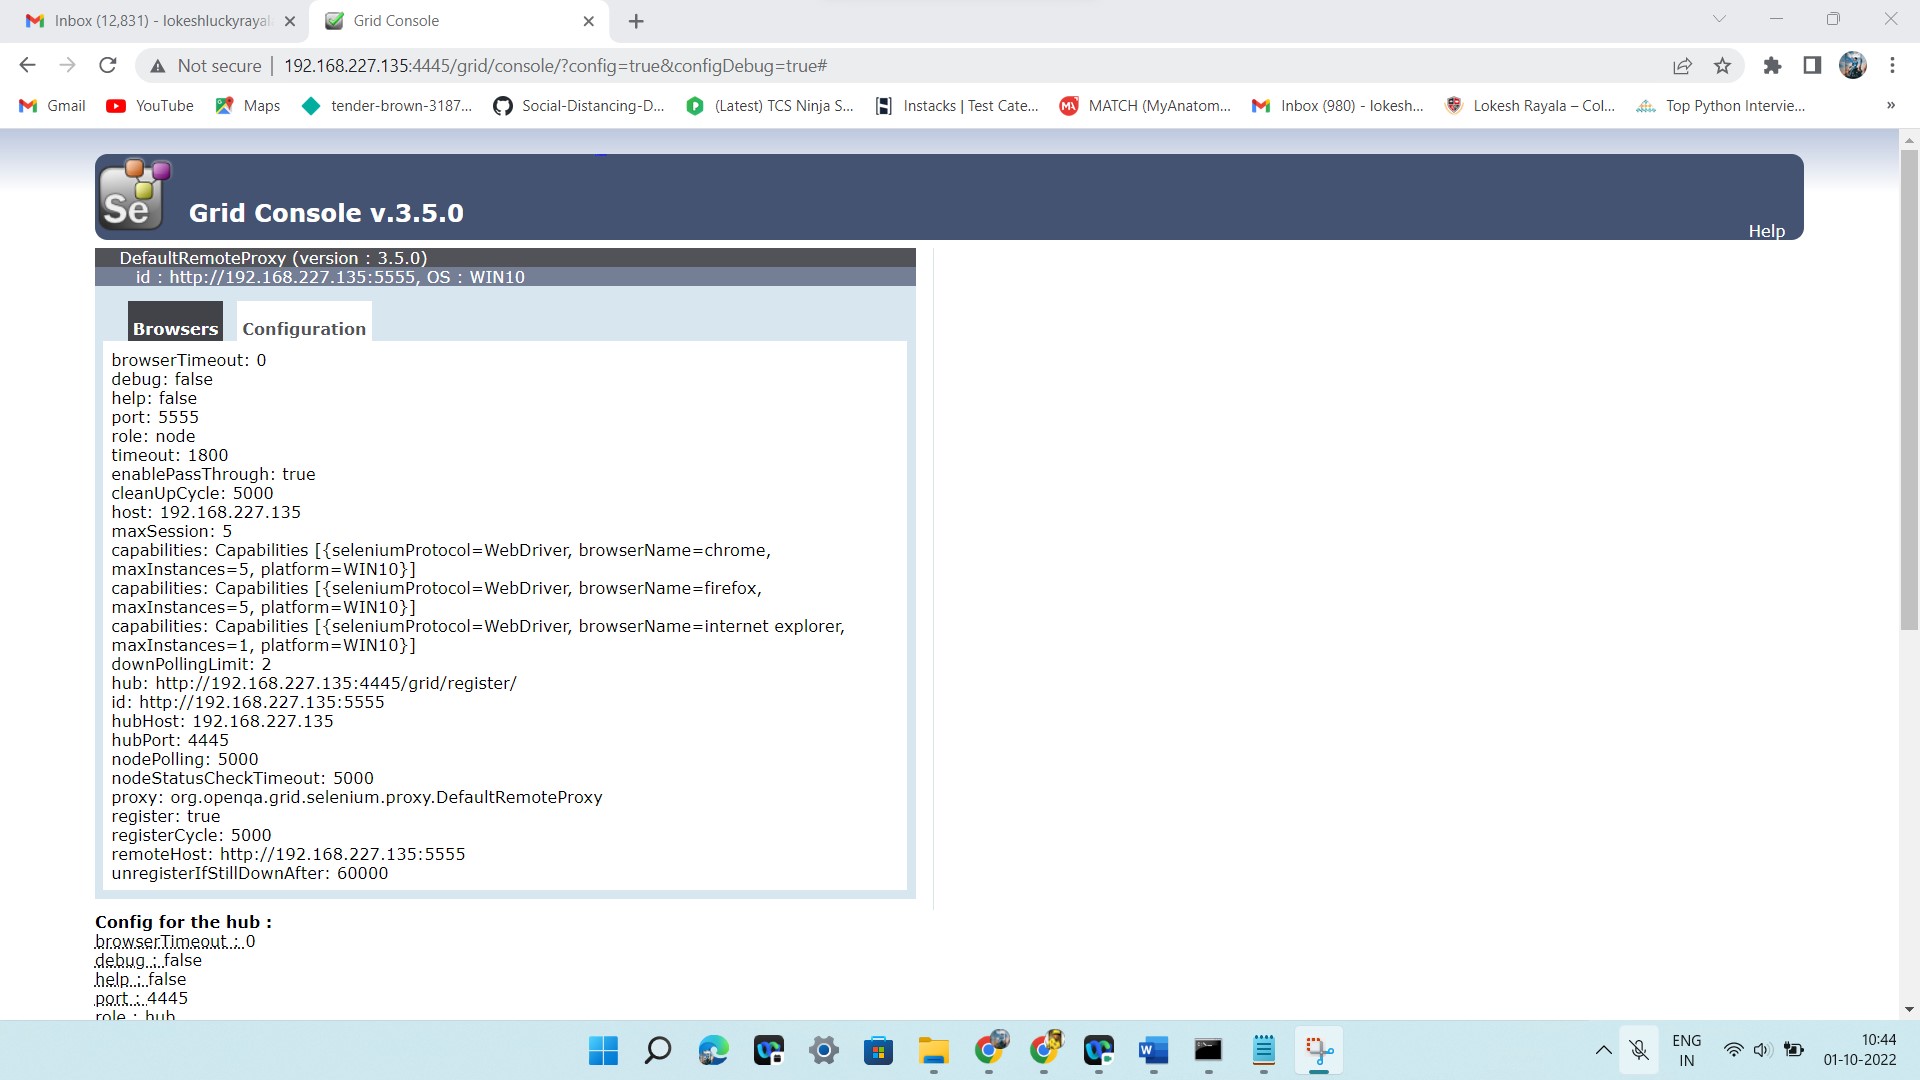 Inbox (12,831) - lokeshluckyrayal
Grid Console
Not secure
192.168.227.135:4445/grid/console/?config=true&configDebug=true#
Gmail
YouTube
Maps
tender-brown-3187...
Social-Distancing-D...
(Latest) TCS Ninja S...
Instacks | Test Cate...
MATCH (MyAnatom...
Inbox (980) - lokesh...
Lokesh Rayala – Col...
Top Python Intervie...
»
Se
Grid Console v.3.5.0
Help
DefaultRemoteProxy (version : 3.5.0)
id : http://192.168.227.135:5555, OS : WIN10
Browsers
Configuration
browserTimeout: 0
debug: false
help: false
port: 5555
role: node
timeout: 1800
enablePassThrough: true
cleanUpCycle: 5000
host: 192.168.227.135
maxSession: 5
capabilities: Capabilities [{seleniumProtocol=WebDriver, browserName=chrome,
maxInstances=5, platform=WIN10}]
capabilities: Capabilities [{seleniumProtocol=WebDriver, browserName=firefox,
maxInstances=5, platform=WIN10}]
capabilities: Capabilities [{seleniumProtocol=WebDriver, browserName=internet explorer,
maxInstances=1, platform=WIN10}]
downPollingLimit: 2
hub: http://192.168.227.135:4445/grid/register/
id: http://192.168.227.135:5555
hubHost: 192.168.227.135
hubPort: 4445
nodePolling: 5000
nodeStatusCheckTimeout: 5000
proxy: org.openqa.grid.selenium.proxy.DefaultRemoteProxy
register: true
registerCycle: 5000
remoteHost: http://192.168.227.135:5555
unregisterIfStillDownAfter: 60000
Config for the hub :
browserTimeout : 0
debug : false
help : false
port : 4445
role : hub
ENG
IN
10:44
01-10-2022